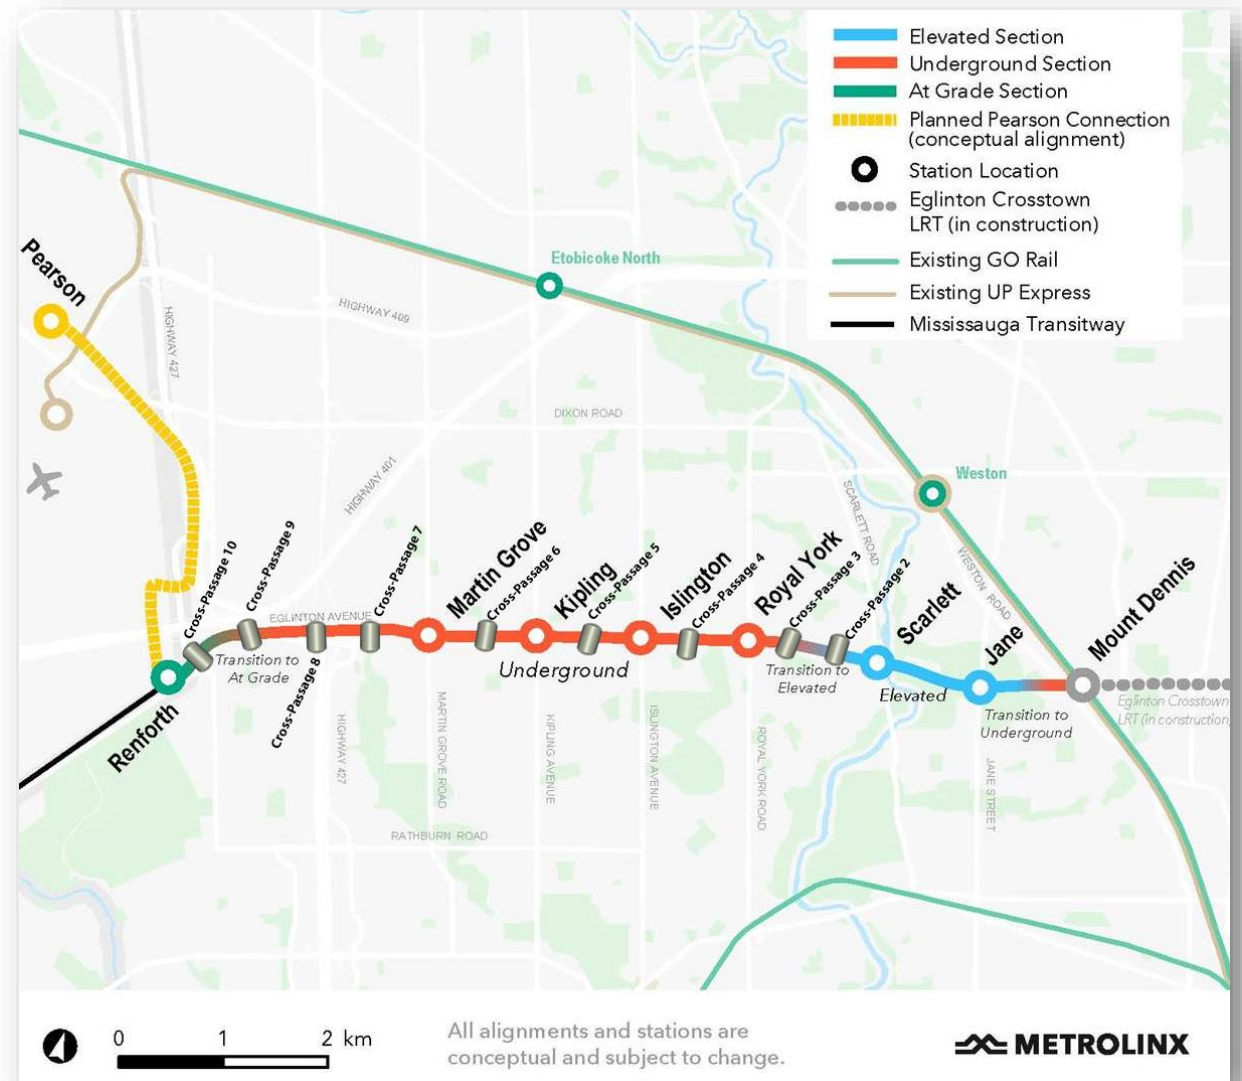 Elevated Section
Underground Section
At Grade Section
Planned Pearson Connection
(conceptual alignment)
Station Location
Eglinton Crosstown
LRT (in construction)
Existing GO Rail
Existing UP Express
Mississauga Transitway
Pearson
Etobicoke North
HIGHWAY 409
HIGHWAY 427
DIXON ROAD
HIGHWAY 401
Weston
SCARLETT ROAD
WESTON ROAD
Cross-Passage 10
Cross-Passage 9
Cross-Passage 7
Martin Grove
Cross-Passage 6
Kipling
Cross-Passage 5
Islington
Cross-Passage 4
Royal York
Cross-Passage 3
Cross-Passage 2
Scarlett
Jane
Mount Dennis
EGLINTON AVENUE
Transition to
At Grade
Cross-Passage 8
Underground
Transition to
Elevated
Elevated
Transition to
Underground
Eglinton Crosstown
LRT (in construction
Renforth
HIGHWAY 427
MARTIN GROVE ROAD
KIPLING AVENUE
ISLINGTON AVENUE
ROYAL YORK ROAD
JANE STREET
RATHBURN ROAD
0 1 2 km
All alignments and stations are
conceptual and subject to change.
METROLINX